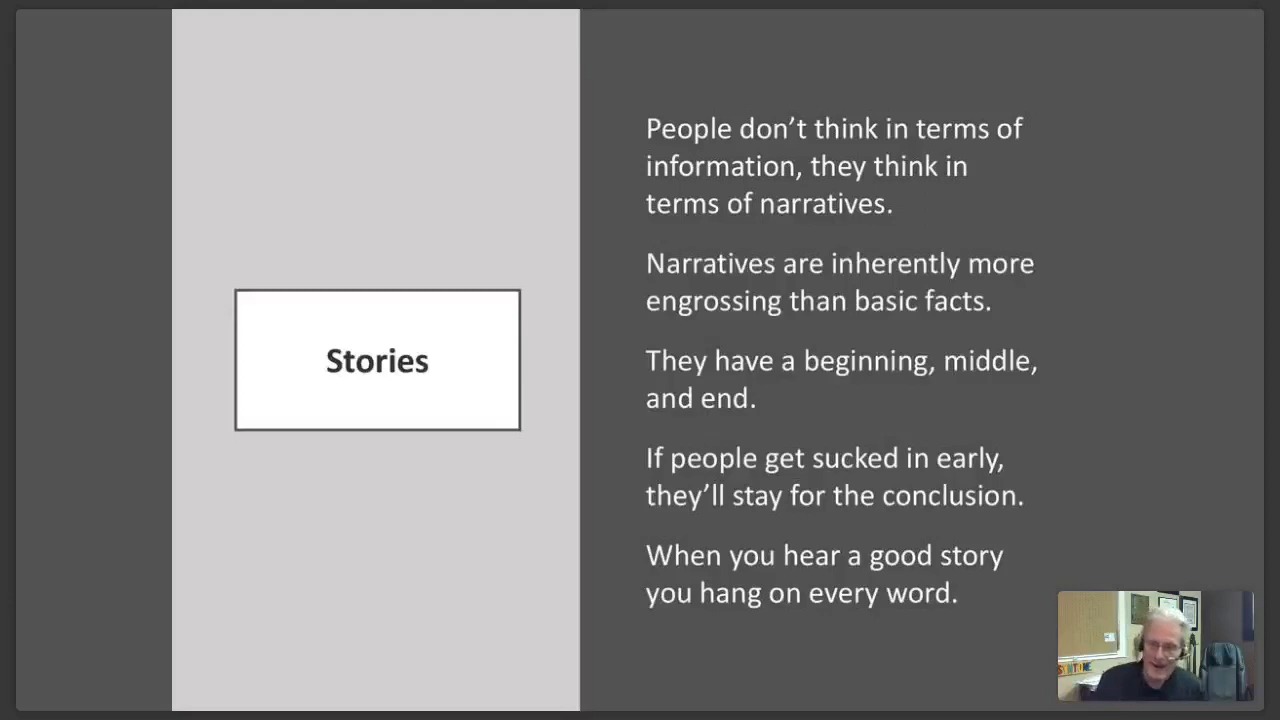 Stories
People don’t think in terms of
information, they think in
terms of narratives.
Narratives are inherently more
engrossing than basic facts.
They have a beginning, middle,
and end.
If people get sucked in early,
they’ll stay for the conclusion.
When you hear a good story
you hang on every word.